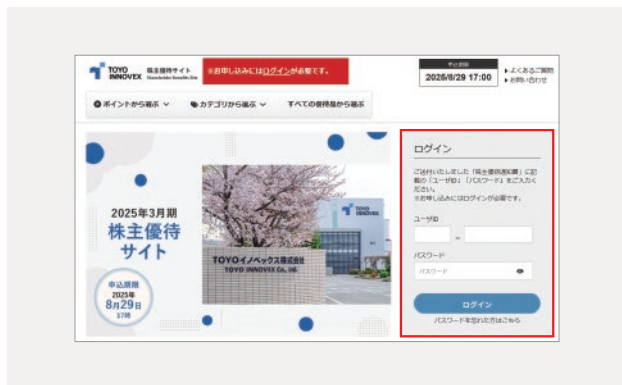 TOYO
INNOVEX
株主優待サイト
Shareholder Benefits Site
※お申し込みにはログインが必要です。
申込期限
2025/8/29 17:00
よくあるご質問
お問い合わせ
ポイントから選ぶ
カテゴリから選ぶ
すべての優待品から選ぶ
2025年3月期
株主優待
サイト
申込期限
2025年
8月29日
17時
TOYO
INNOVEX
TOYOイノベックス株式会社
TOYO INNOVEX Co., Ltd.
ログイン
ご送付いたしました「株主優待通知書」に記
載の「ユーザID」「パスワード」をご入力く
ださい。
※お申し込みにはログインが必要です。
ユーザID
–
パスワード
パスワード
ログイン
パスワードを忘れた方はこちら